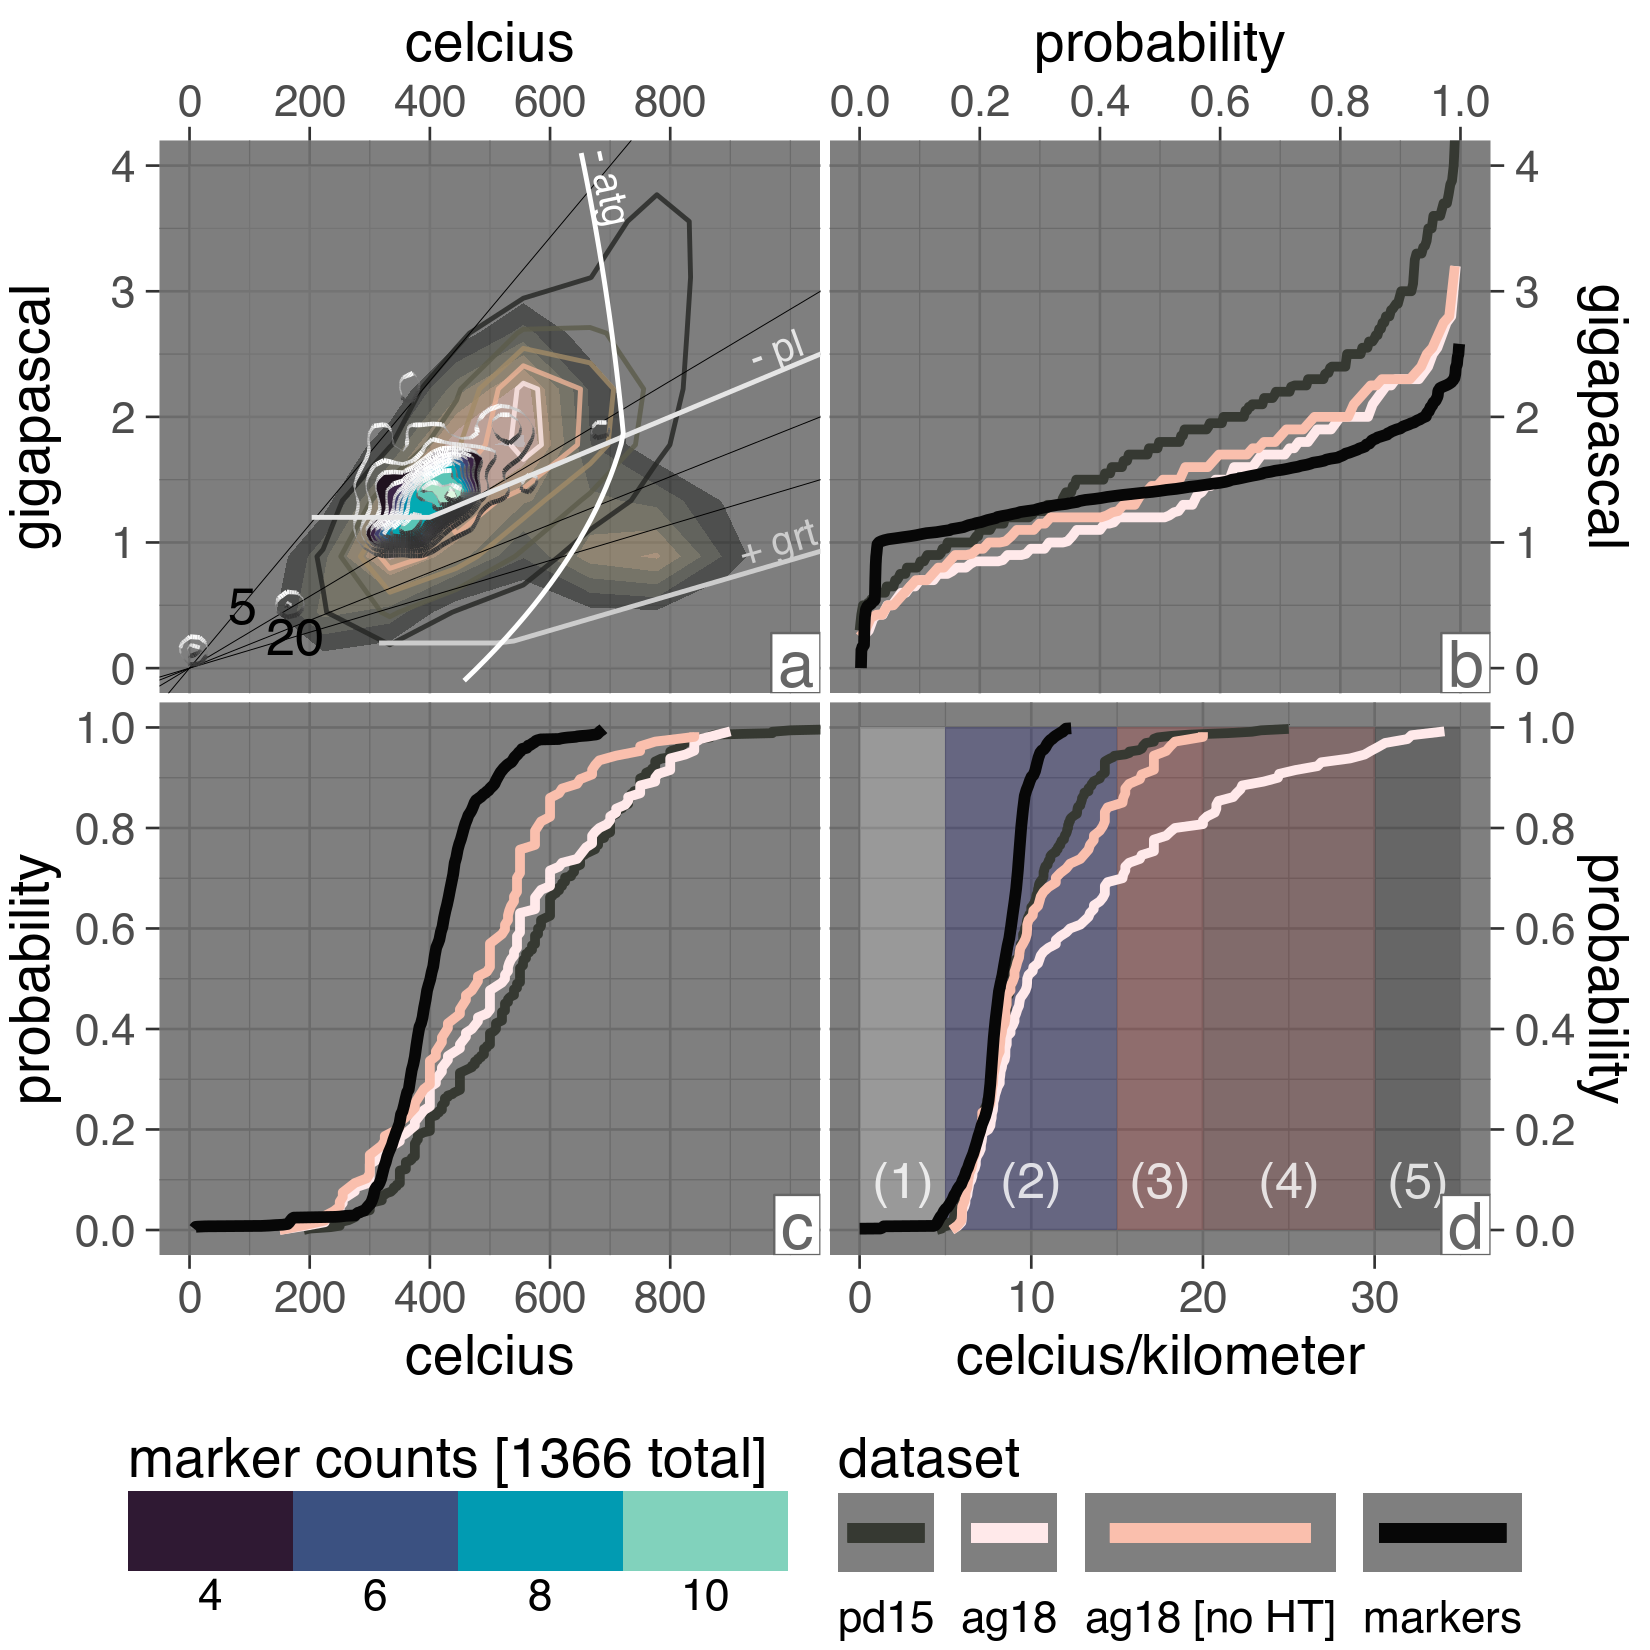 celcius
probability
0 200 400 600 800
0.0 0.2 0.4 0.6 0.8 1.0
gigapascal
4
3
2
1
0
- atg
- pl
+ grt
5
20
a
4
3
2
1
0
gigapascal
b
probability
1.0
0.8
0.6
0.4
0.2
0.0
c
(1) (2) (3) (4) (5)
d
1.0
0.8
0.6
0.4
0.2
0.0
probability
0 200 400 600 800
0 10 20 30
celcius
celcius/kilometer
marker counts [1366 total]
4 6 8 10
dataset
pd15 ag18 ag18 [no HT] markers